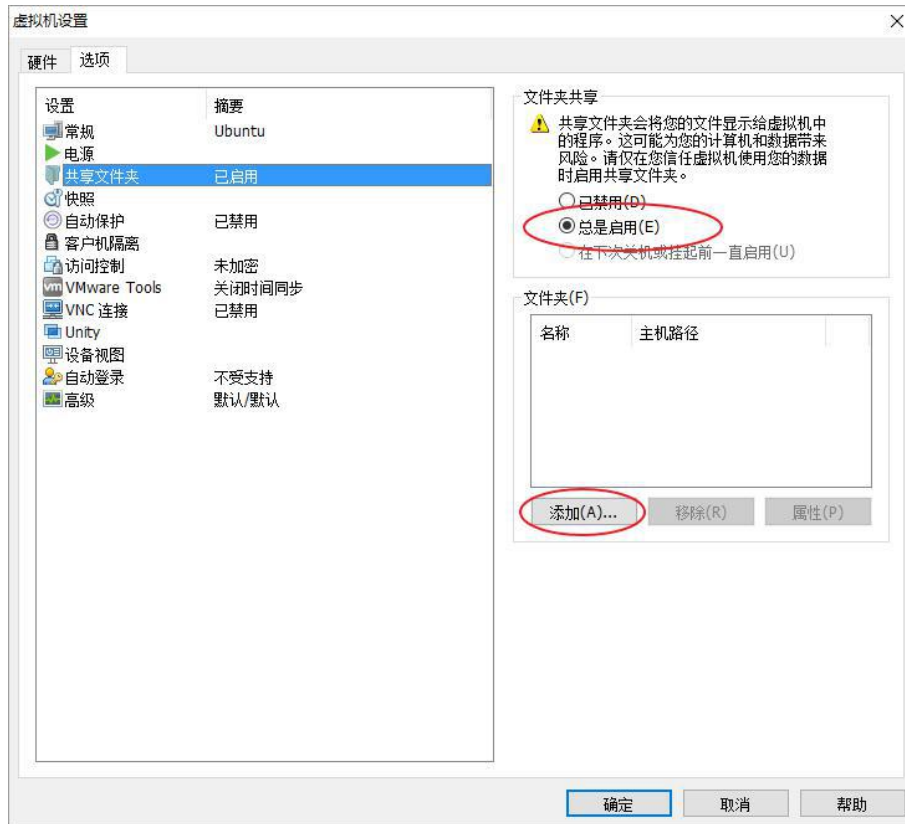 虚拟机设置
硬件 选项
设置 摘要
常规 Ubuntu
电源
共享文件夹 已启用
快照
自动保护 已禁用
客户机隔离
访问控制 未加密
VMware Tools 关闭时间同步
VNC 连接 已禁用
Unity
设备视图
自动登录 不受支持
高级 默认/默认
文件夹共享
共享文件夹会将您的文件显示给虚拟机中
的程序。这可能为您的计算机和数据带来
风险。请仅在您信任虚拟机使用您的数据
时启用共享文件夹。
已禁用(D)
总是启用(E)
在下次关机或挂起前一直启用(U)
文件夹(F)
名称 主机路径
添加(A)... 移除(R) 属性(P)
确定 取消 帮助